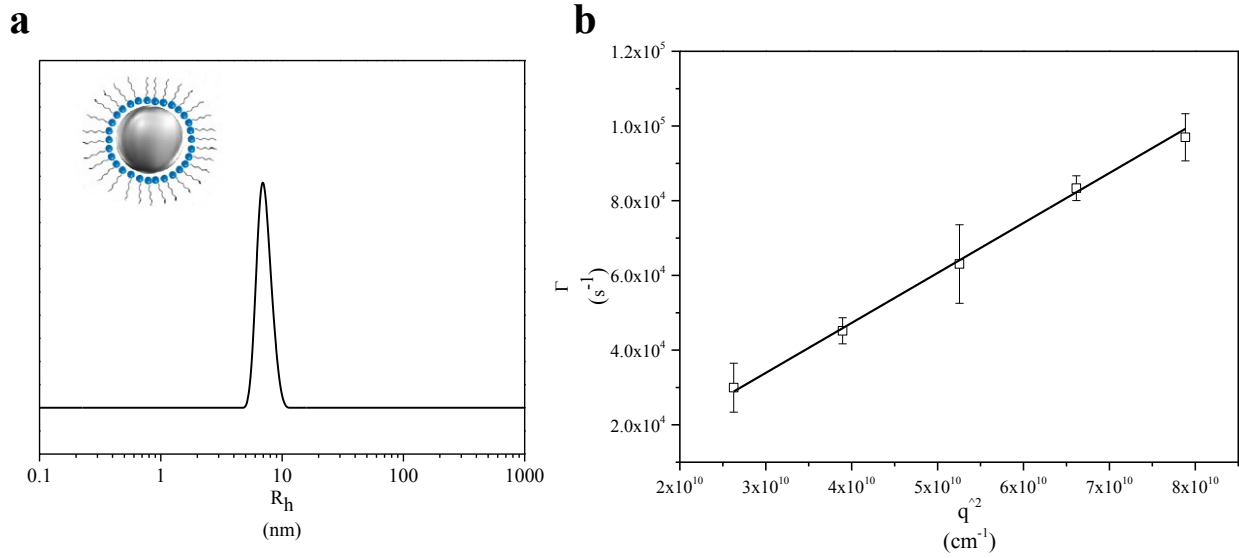 a
0.1
1
10
100
1000
R_h
(nm)
b
1.2x10^5
1.0x10^5
8.0x10^4
6.0x10^4
4.0x10^4
2.0x10^4
Γ
(s^-1)
2x10^10
3x10^10
4x10^10
5x10^10
6x10^10
7x10^10
8x10^10
q^^2
(cm^-1)